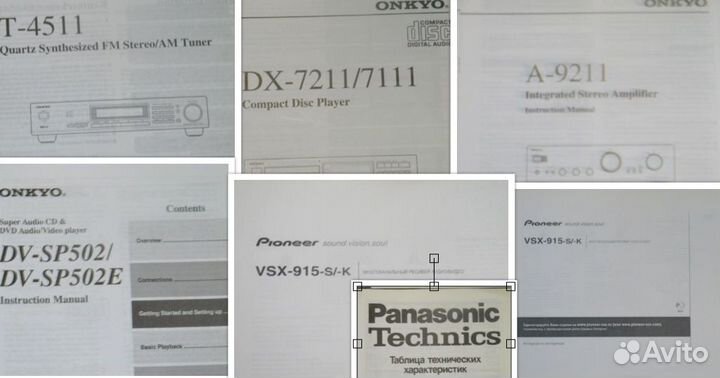 T-4511
Quartz Synthesized FM Stereo/AM Tuner
ONKYO
COMPACT
disc
DIGITAL AUDIO
DX-7211/7111
Compact Disc Player
ONKYO
A-9211
Integrated Stereo Amplifier
Instruction Manual
ONKYO
Super Audio CD &
DVD Audio/Video player
DV-SP502/
DV-SP502E
Instruction Manual
Contents
Overview
Connections
Getting Started and Setting up
Basic Playback
Pioneer sound.vision.soul
VSX-915-S/-K
Panasonic
Technics
Таблица технических
характеристик
Pioneer sound.vision.soul
VSX-915-S/-K
Avito